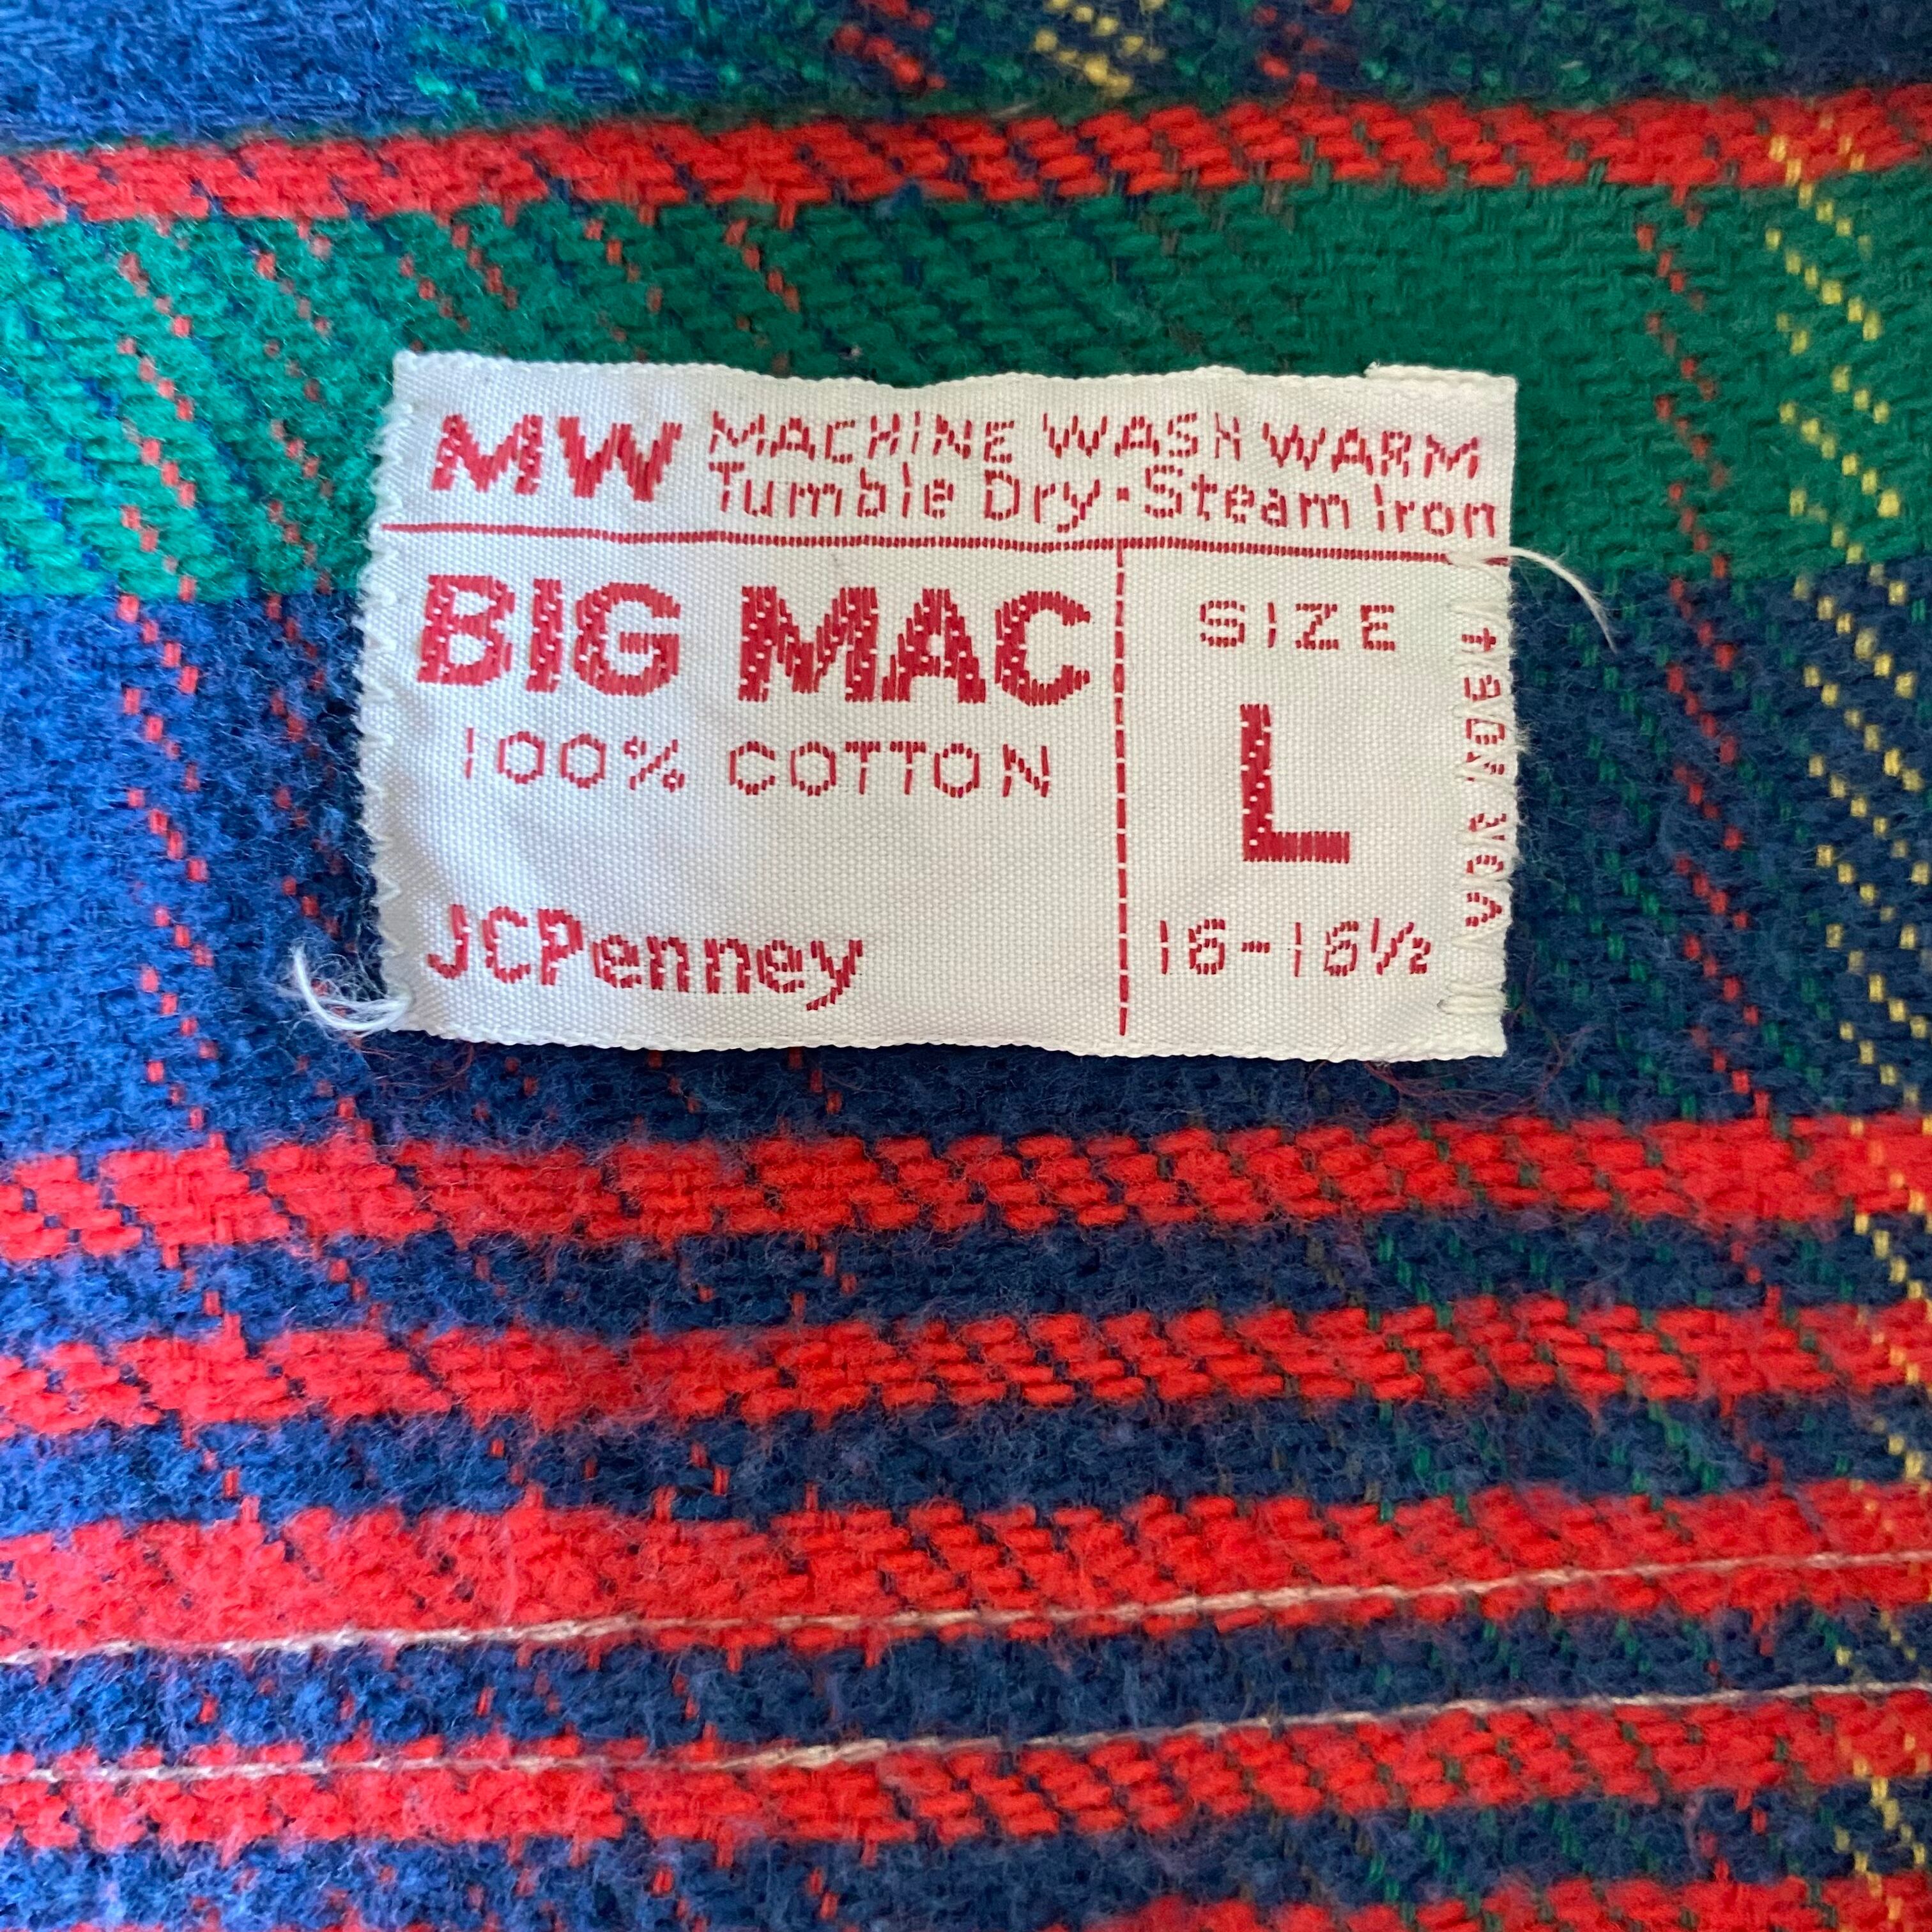 MW MACHINE WASH WARM
Tumble Dry • Steam Iron
BIG MAC
100% COTTON
JCPenney
SIZE
L
16-16½